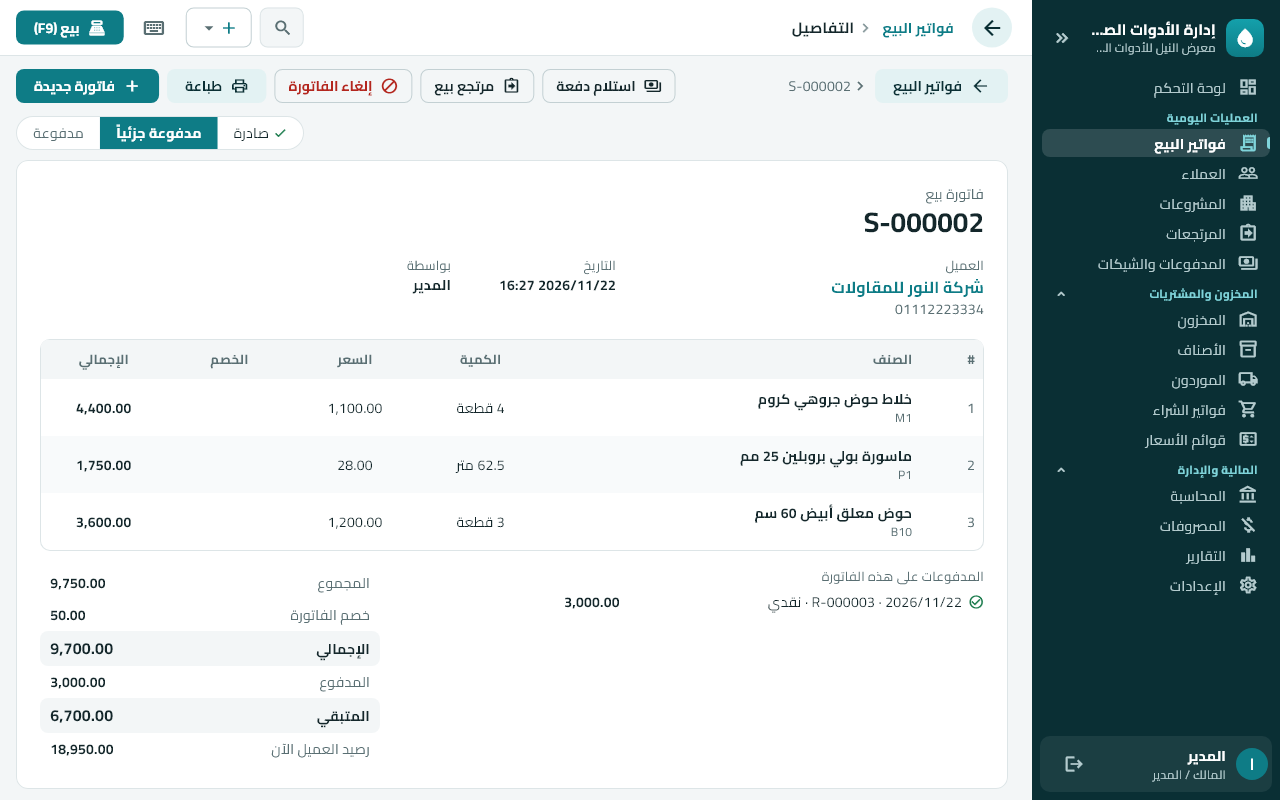 إدارة الأدوات الصـ...
معرض النيل للأدوات الـ...
لوحة التحكم
العمليات اليومية
فواتير البيع
العملاء
المشروعات
المرتجعات
المدفوعات والشيكات
المخزون والمشتريات
المخزون
الأصناف
الموردون
فواتير الشراء
قوائم الأسعار
المالية والإدارة
المحاسبة
المصروفات
التقارير
الإعدادات
ا
المدير
المالك / المدير
فواتير البيع
التفاصيل
بيع (F9)
فواتير البيع
S-000002
استلام دفعة
مرتجع بيع
إلغاء الفاتورة
طباعة
فاتورة جديدة
صادرة
مدفوعة جزئياً
مدفوعة
فاتورة بيع
S-000002
العميل
التاريخ
بواسطة
شركة النور للمقاولات
2026/11/22 16:27
المدير
01112223334
# الصنف الكمية السعر الخصم الإجمالي
1 خلاط حوض جروهي كروم 4 قطعة 1,100.00 4,400.00
M1
2 ماسورة بولي بروبلين 25 مم 62.5 متر 28.00 1,750.00
P1
3 حوض معلق أبيض 60 سم 3 قطعة 1,200.00 3,600.00
B10
المدفوعات على هذه الفاتورة
2026/11/22 · R-000003 · نقدي 3,000.00
المجموع 9,750.00
خصم الفاتورة 50.00
الإجمالي 9,700.00
المدفوع 3,000.00
المتبقي 6,700.00
رصيد العميل الآن 18,950.00